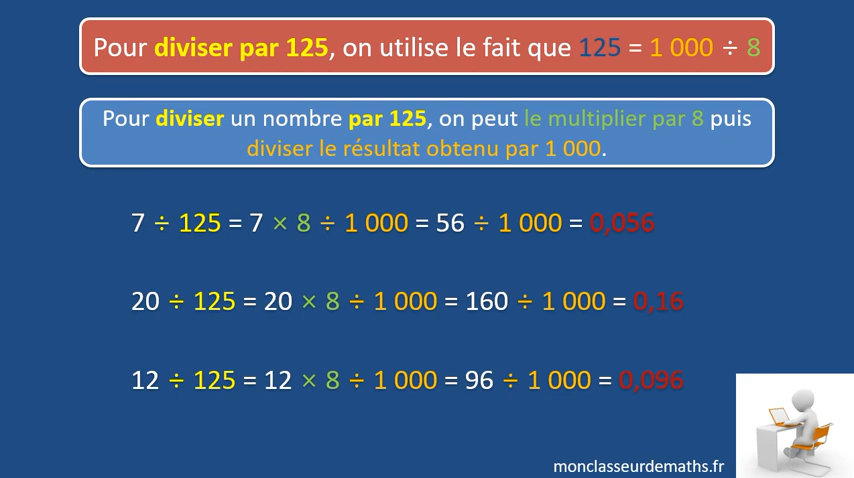 Pour diviser par 125, on utilise le fait que 125 = 1 000 ÷ 8
Pour diviser un nombre par 125, on peut le multiplier par 8 puis
diviser le résultat obtenu par 1 000.
7 ÷ 125 = 7 × 8 ÷ 1 000 = 56 ÷ 1 000 = 0,056
20 ÷ 125 = 20 × 8 ÷ 1 000 = 160 ÷ 1 000 = 0,16
12 ÷ 125 = 12 × 8 ÷ 1 000 = 96 ÷ 1 000 = 0,096
monclasseurdemaths.fr